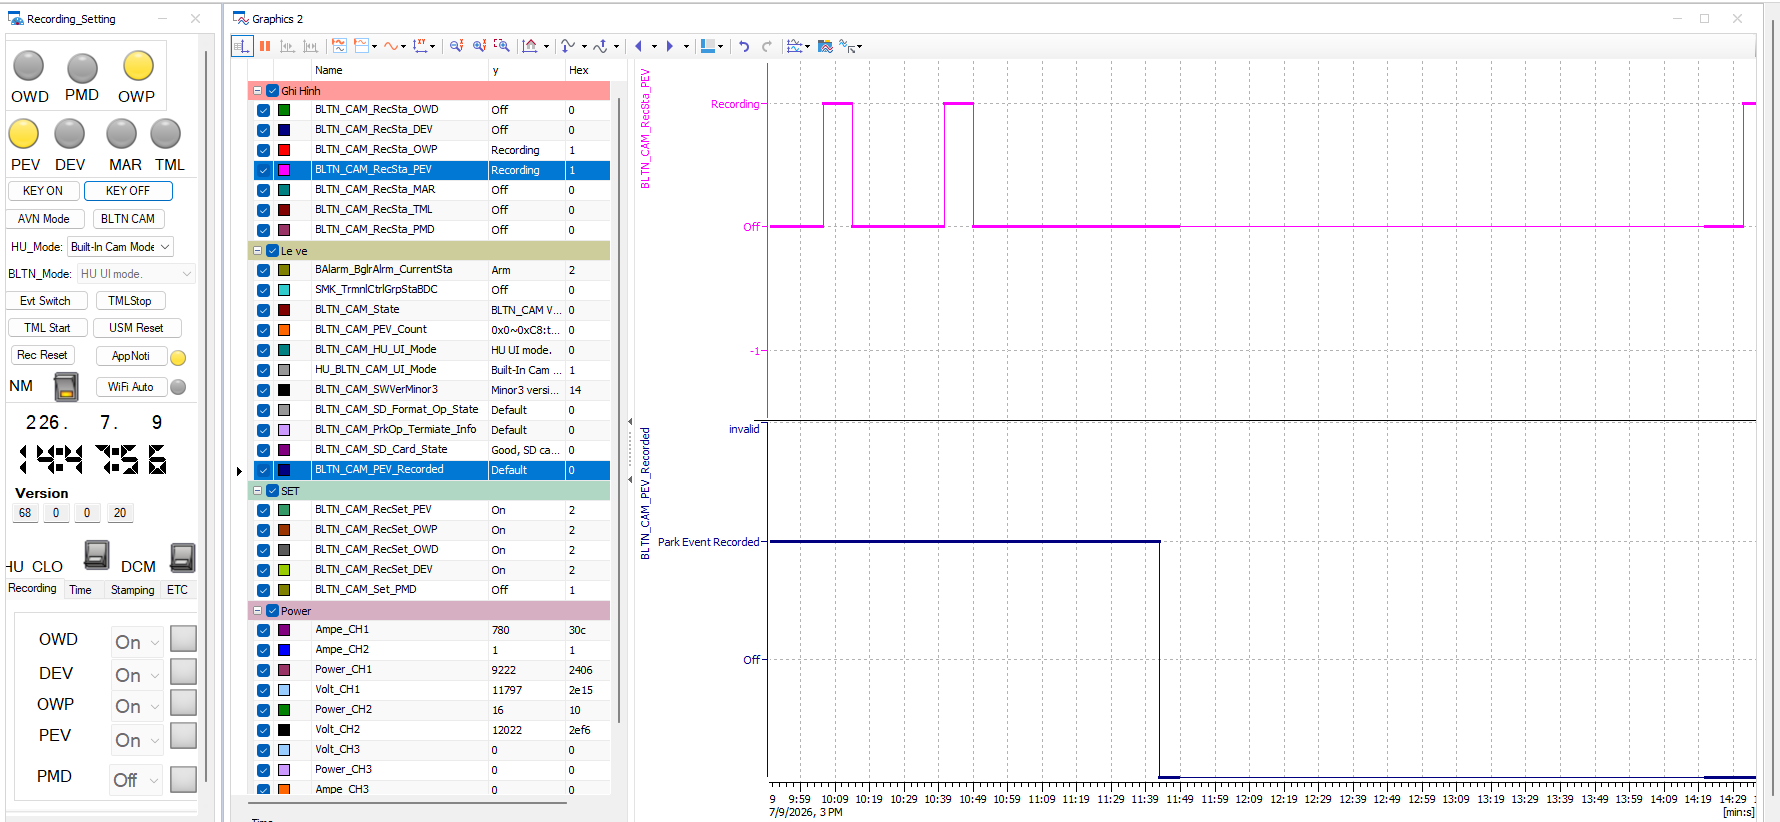 Recording_Setting
OWD PMD OWP
PEV DEV MAR TML
KEY ON KEY OFF
AVN Mode BLTN CAM
HU_Mode: Built-In Cam Mode
BLTN_Mode: HU UI mode.
Evt Switch TMLStop
TML Start USM Reset
Rec Reset AppNoti
NM WiFi Auto
226. 7. 9
14:47:56
Version
68 0 0 20
HU CLO DCM
Recording Time Stamping ETC
OWD On
DEV On
OWP On
PEV On
PMD Off
Graphics 2
Name y Hex
Ghi Hình
BLTN_CAM_RecSta_OWD Off 0
BLTN_CAM_RecSta_DEV Off 0
BLTN_CAM_RecSta_OWP Recording 1
BLTN_CAM_RecSta_PEV Recording 1
BLTN_CAM_RecSta_MAR Off 0
BLTN_CAM_RecSta_TML Off 0
BLTN_CAM_RecSta_PMD Off 0
Le ve
BAlarm_BglrAlrm_CurrentSta Arm 2
SMK_TrmnlCtrlGrpStaBDC Off 0
BLTN_CAM_State BLTN_CAM V... 0
BLTN_CAM_PEV_Count 0x0~0xC8:t... 0
BLTN_CAM_HU_UI_Mode HU UI mode. 0
HU_BLTN_CAM_UI_Mode Built-In Cam ... 1
BLTN_CAM_SWVerMinor3 Minor3 versi... 14
BLTN_CAM_SD_Format_Op_State Default 0
BLTN_CAM_PrkOp_Termiate_Info Default 0
BLTN_CAM_SD_Card_State Good, SD ca... 0
BLTN_CAM_PEV_Recorded Default 0
SET
BLTN_CAM_RecSet_PEV On 2
BLTN_CAM_RecSet_OWP On 2
BLTN_CAM_RecSet_OWD On 2
BLTN_CAM_RecSet_DEV On 2
BLTN_CAM_Set_PMD Off 1
Power
Ampe_CH1 780 30c
Ampe_CH2 1 1
Power_CH1 9222 2406
Volt_CH1 11797 2e15
Power_CH2 16 10
Volt_CH2 12022 2ef6
Volt_CH3 0 0
Power_CH3 0 0
Ampe_CH3 0 0
BLTN_CAM_RecSta_PEV
Recording
Off
-1
BLTN_CAM_PEV_Recorded
invalid
Park Event Recorded
Off
9 9:59 10:09 10:19 10:29 10:39 10:49 10:59 11:09 11:19 11:29 11:39 11:49 11:59 12:09 12:19 12:29 12:39 12:49 12:59 13:09 13:19 13:29 13:39 13:49 13:59 14:09 14:19 14:29
7/9/2026, 3 PM [min:s]